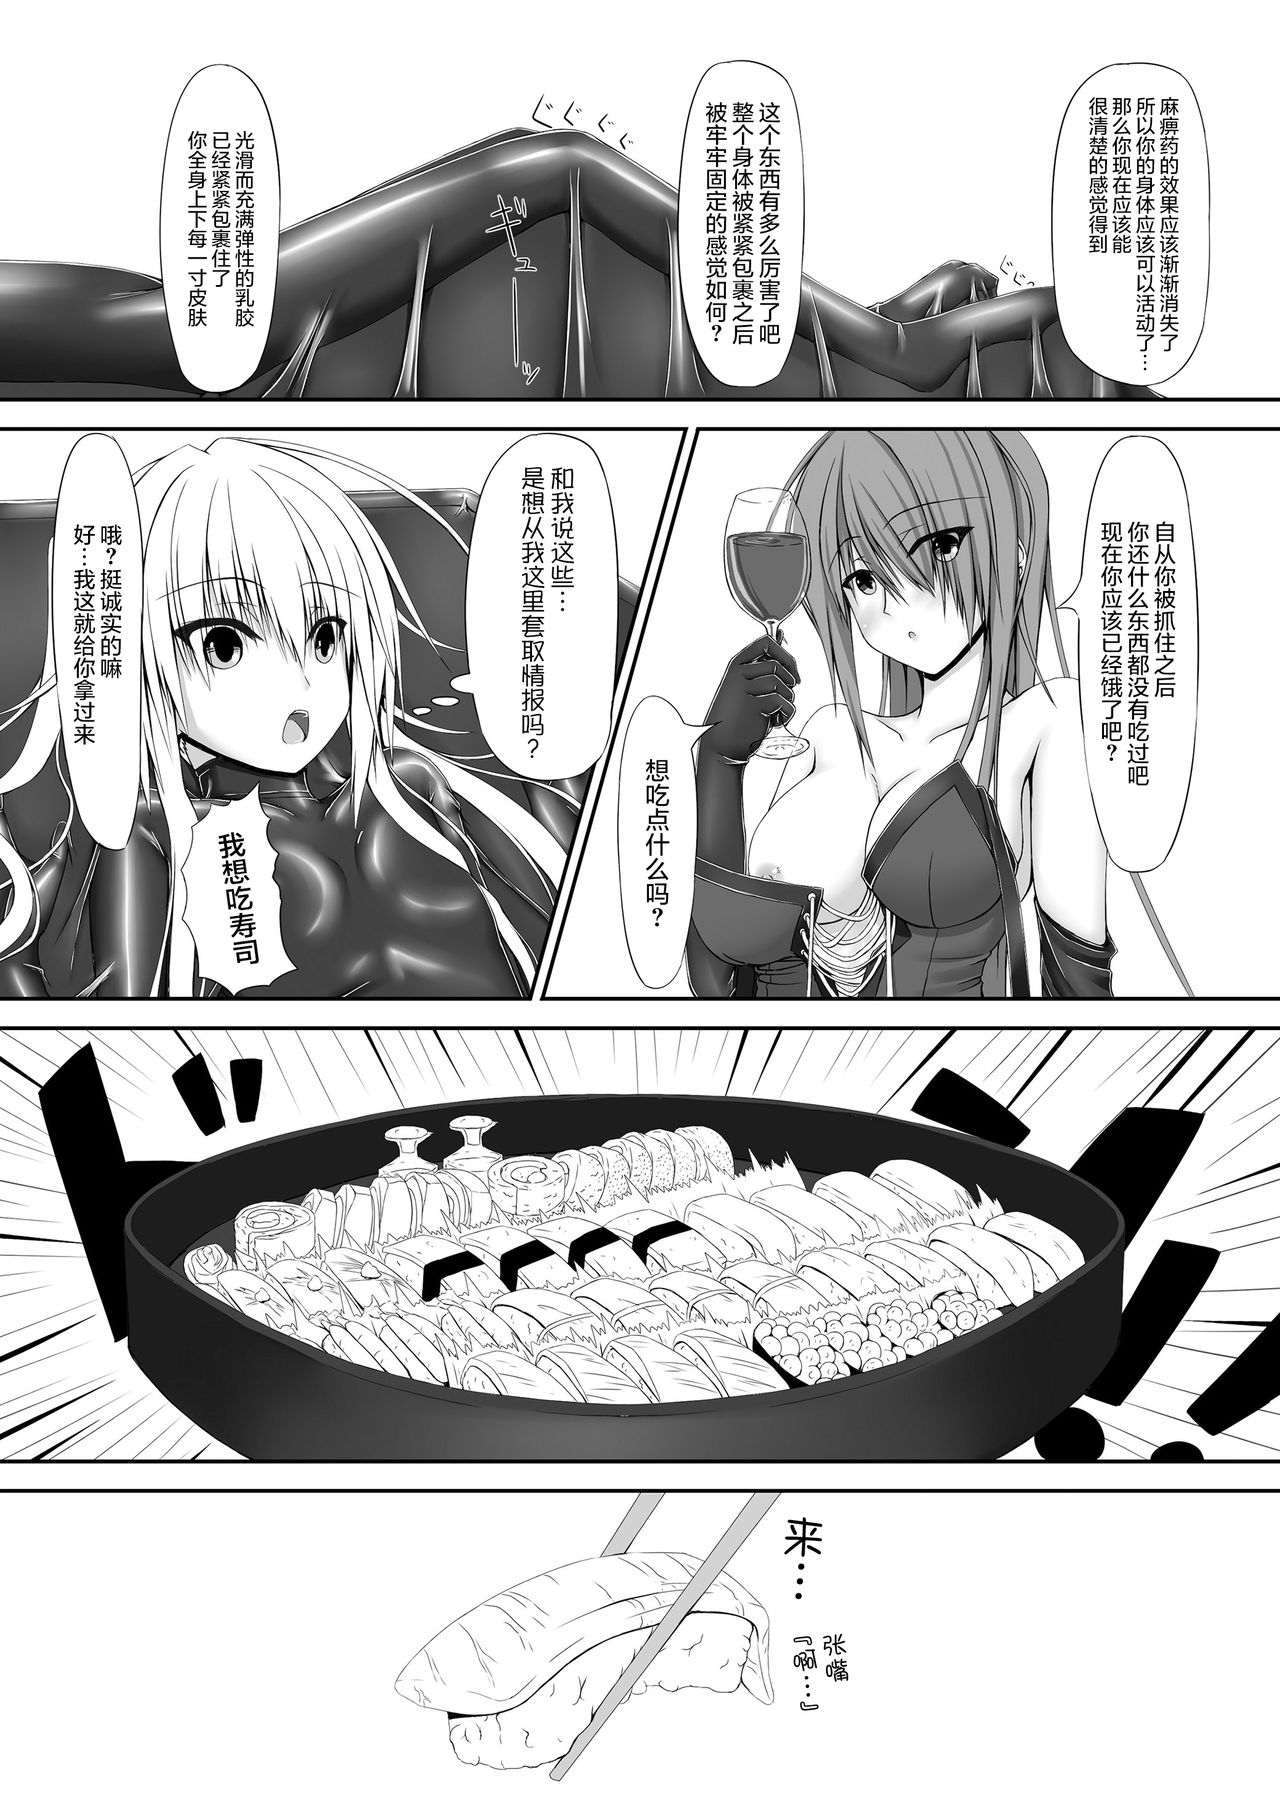 麻痹药的效果应该渐渐消失了
所以你的身体应该可以活动了…
那么你现在应该能
很清楚的感觉得到
这个东西有多么厉害了吧
整个身体被紧紧包裹之后
被牢牢固定的感觉如何?
光滑而充满弹性的乳胶
已经紧紧包裹住了
你全身上下每一寸皮肤
ぐぐっ
ぐぐぐぐ
ギュー─ッ
自从你被抓住之后
你还什么东西都没有吃过吧
现在你应该已经饿了吧?
想吃点什么吗?
和我说这些…
是想从我这里套取情报吗?
我想吃寿司
哦?挺诚实的嘛
好…我这就给你拿过来
来…
张嘴
『啊…』